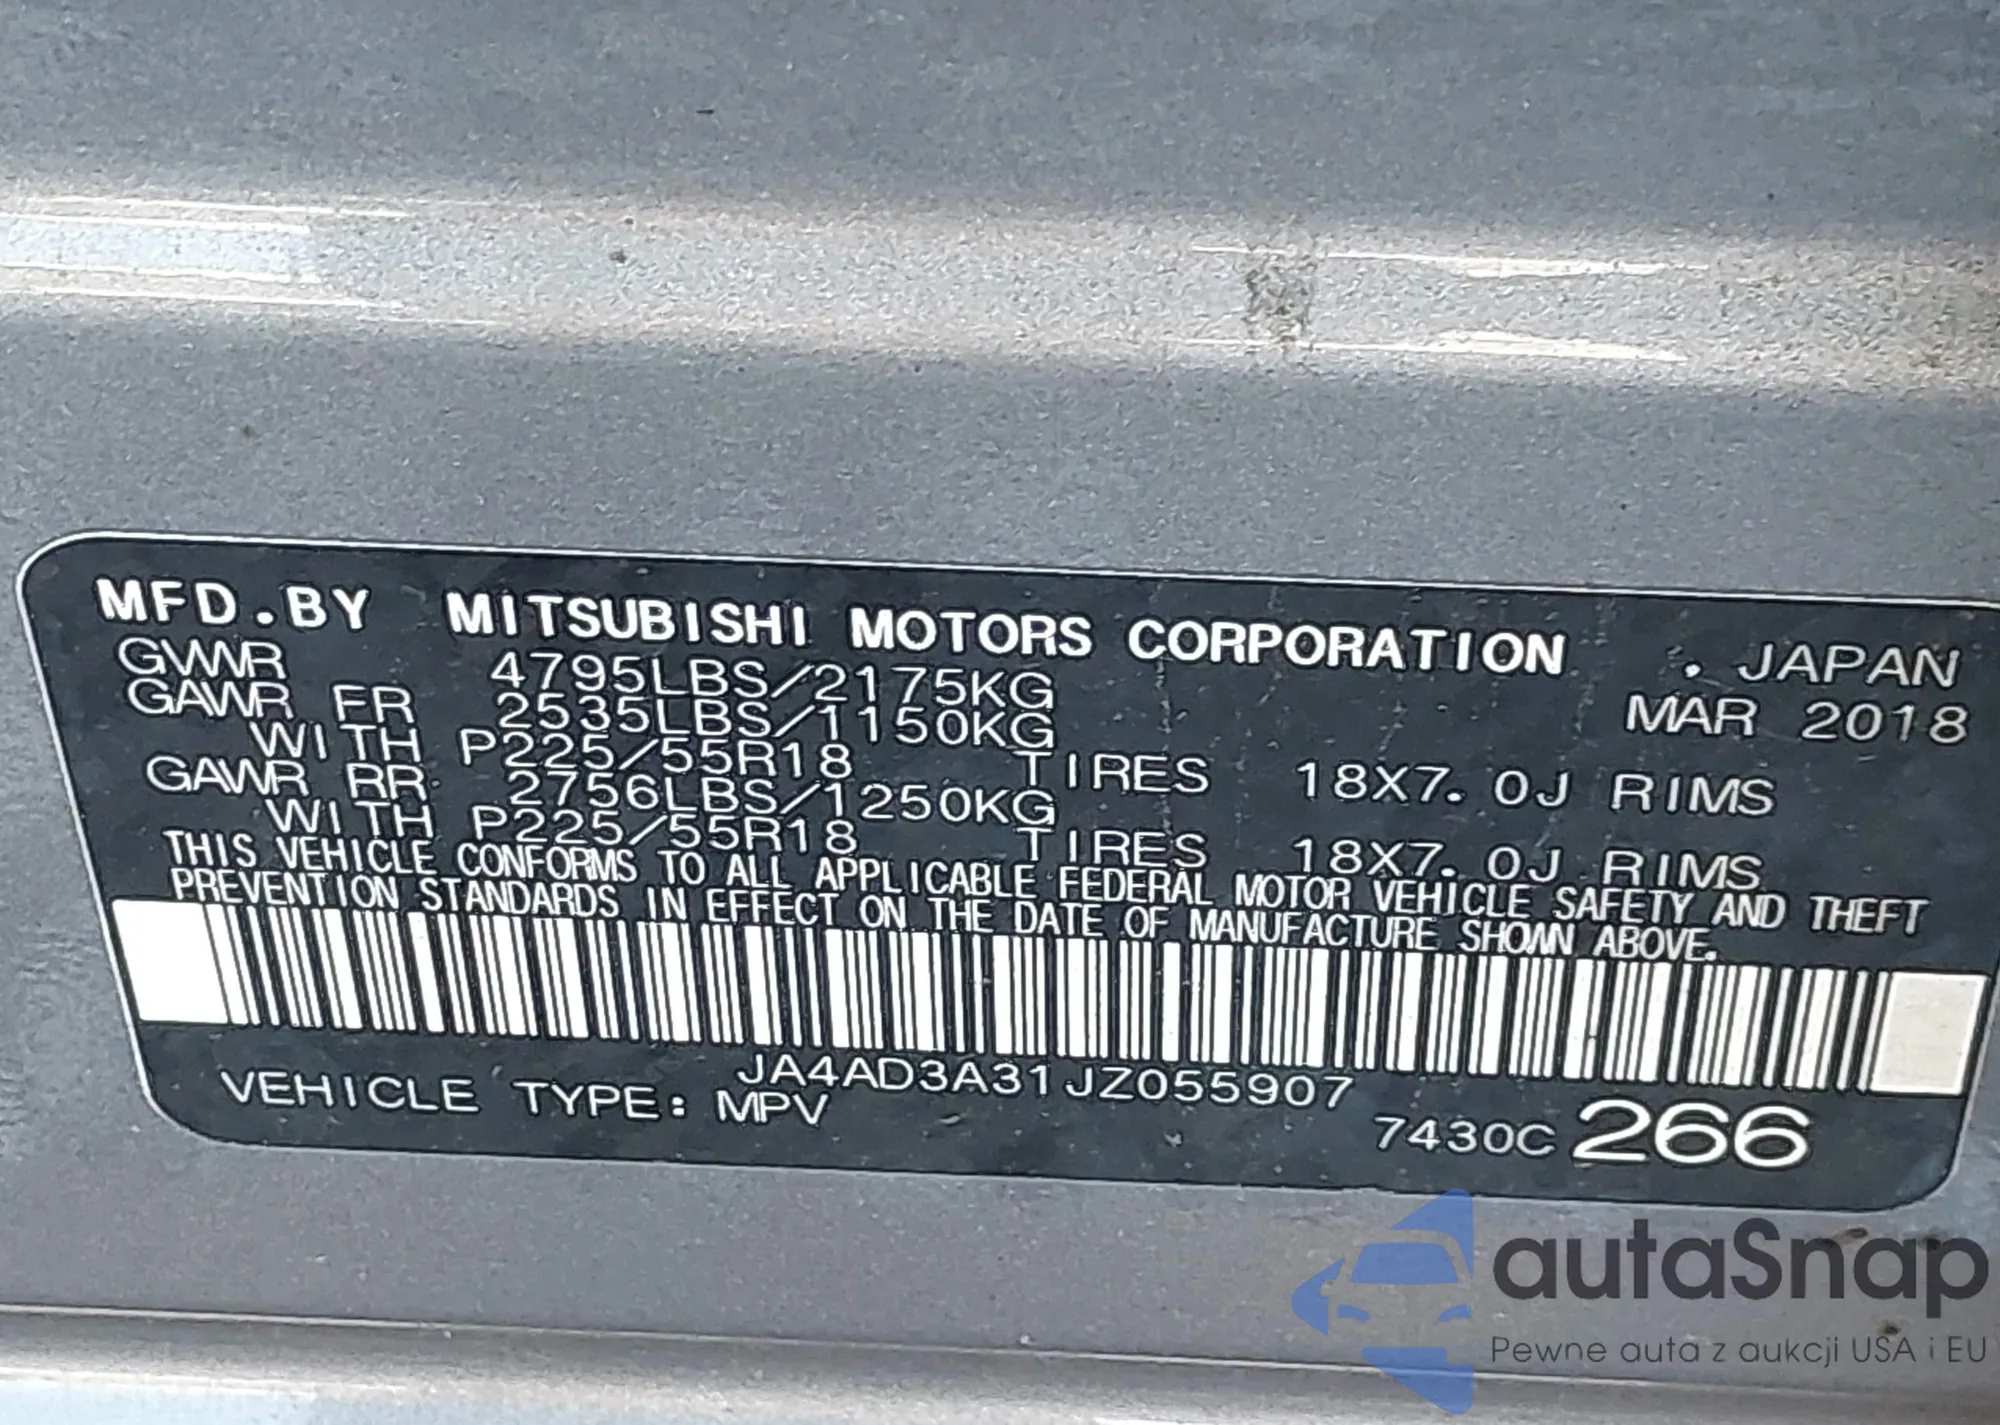 MFD.BY MITSUBISHI MOTORS CORPORATION . JAPAN
GVWR 4795LBS/2175KG MAR 2018
GAWR FR 2535LBS/1150KG
WITH P225/55R18 TIRES 18X7.0J RIMS
GAWR RR 2756LBS/1250KG
WITH P225/55R18 TIRES 18X7.0J RIMS
THIS VEHICLE CONFORMS TO ALL APPLICABLE FEDERAL MOTOR VEHICLE SAFETY AND THEFT
PREVENTION STANDARDS IN EFFECT ON THE DATE OF MANUFACTURE SHOWN ABOVE.
JA4AD3A31JZ055907
VEHICLE TYPE: MPV 7430C 266
autaSnap
Pewne auta z aukcji USA i EU